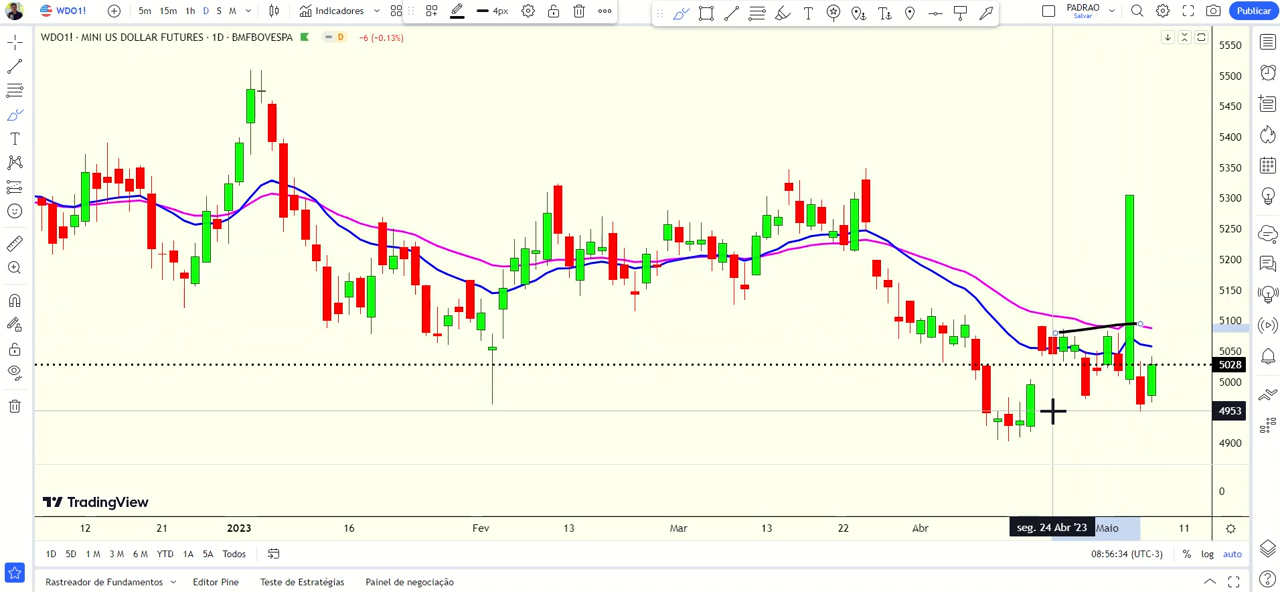 WDO1! 5m 15m 1h D S M Indicadores 4px PADRAO Salvar Publicar
WDO1! · MINI US DOLLAR FUTURES · 1D · BMFBOVESPA D −6 (−0.13%)
5550
5500
5450
5400
5350
5300
5250
5200
5150
5100
5050
5028
5000
4953
4900
0
TradingView
12 21 2023 16 Fev 13 Mar 13 22 Abr seg. 24 Abr '23 Maio 11
1D 5D 1M 3M 6M YTD 1A 5A Todos 08:56:34 (UTC-3) % log auto
Rastreador de Fundamentos Editor Pine Teste de Estratégias Painel de negociação